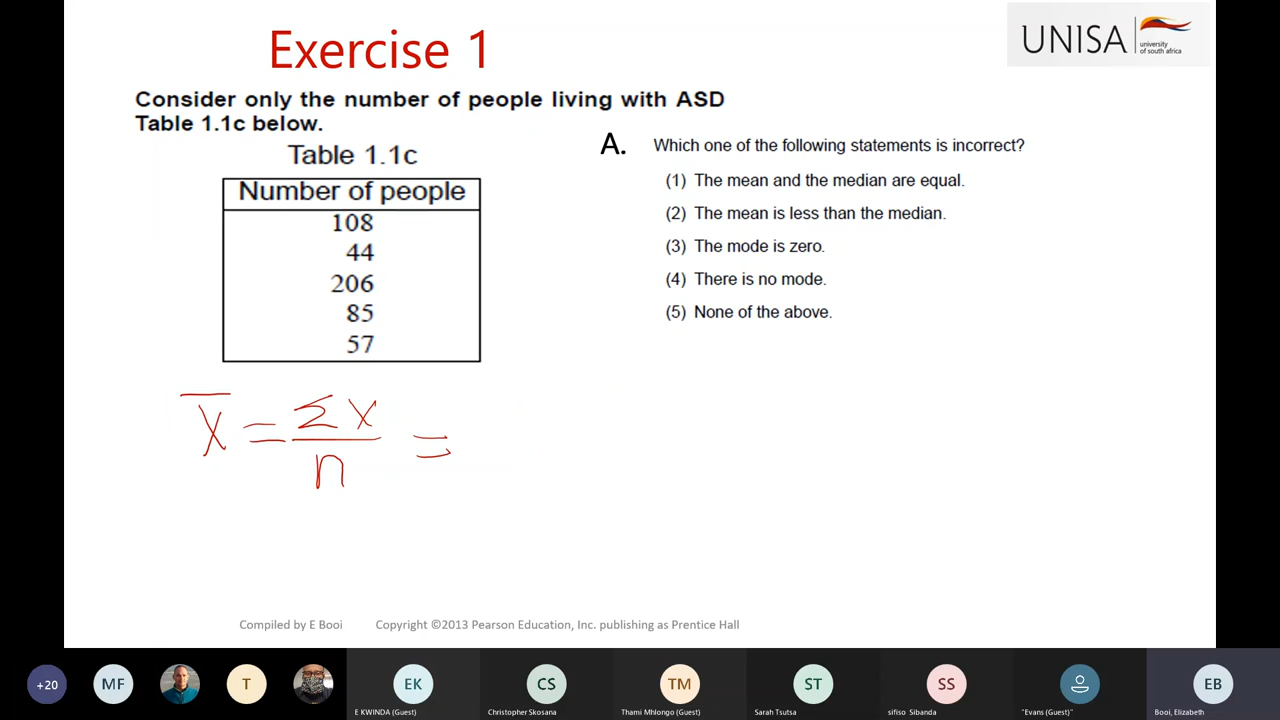 Exercise 1
UNISA
university
of south africa
Consider only the number of people living with ASD
Table 1.1c below.
Table 1.1c
Number of people
108
44
206
85
57
A. Which one of the following statements is incorrect?
(1) The mean and the median are equal.
(2) The mean is less than the median.
(3) The mode is zero.
(4) There is no mode.
(5) None of the above.
X̅ = Σ X / n =
Compiled by E Booi Copyright ©2013 Pearson Education, Inc. publishing as Prentice Hall
+20 MF T EK CS TM ST SS EB
E KWINDA (Guest) Christopher Skosana Thami Mhlongo (Guest) Sarah Tsutsa sifiso Sibanda "Evans (Guest)" Booi, Elizabeth